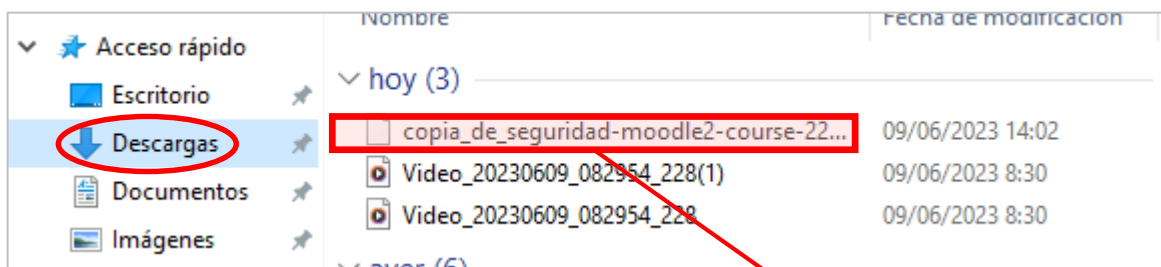 Nombre
Fecha de modificación
Acceso rápido
hoy (3)
Escritorio
Descargas
copia_de_seguridad-moodle2-course-22...
09/06/2023 14:02
Documentos
Video_20230609_082954_228(1)
09/06/2023 8:30
Imágenes
Video_20230609_082954_228
09/06/2023 8:30
ayer (6)